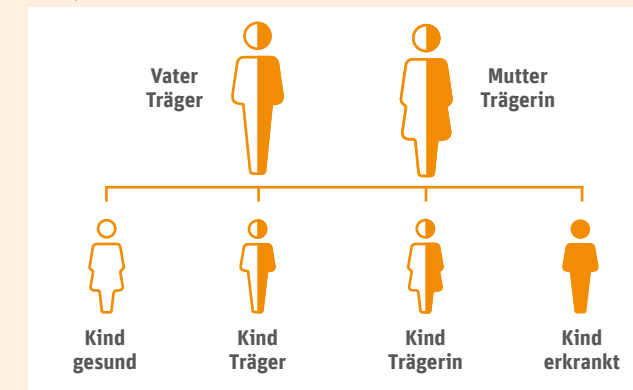 Vater
Träger
Mutter
Trägerin
Kind
gesund
Kind
Träger
Kind
Trägerin
Kind
erkrankt